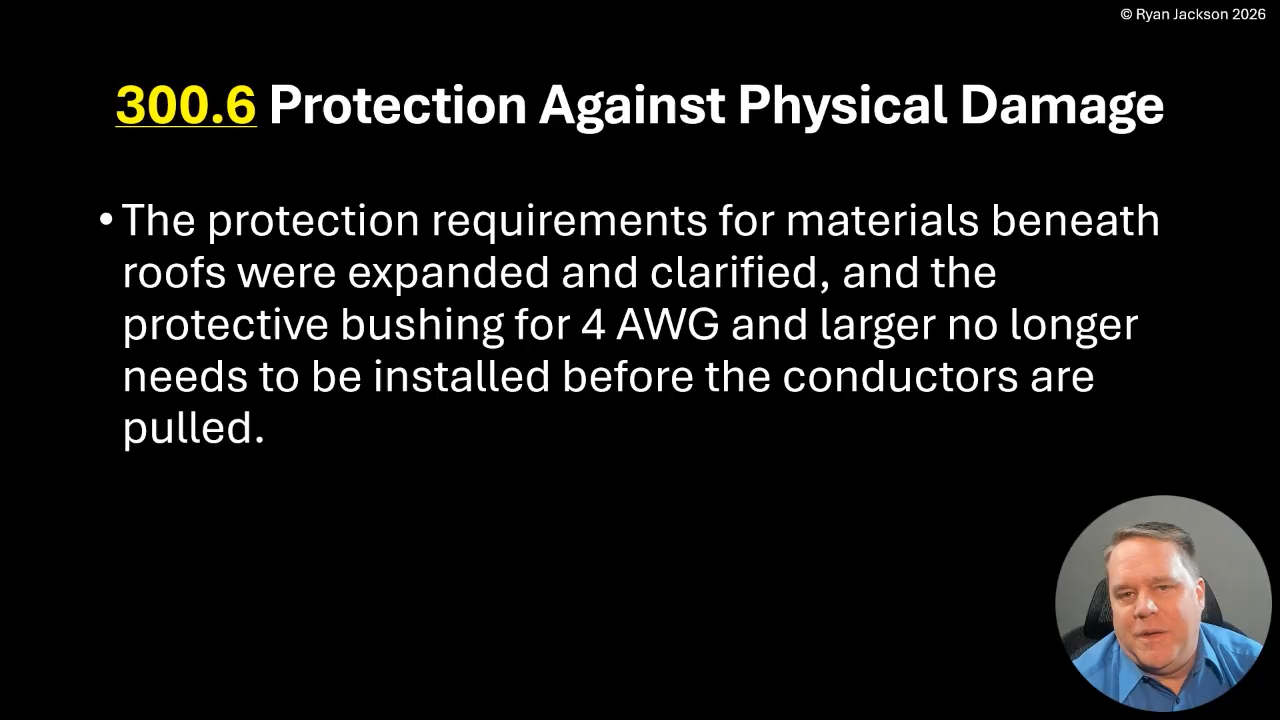 © Ryan Jackson 2026
300.6 Protection Against Physical Damage
• The protection requirements for materials beneath
roofs were expanded and clarified, and the
protective bushing for 4 AWG and larger no longer
needs to be installed before the conductors are
pulled.